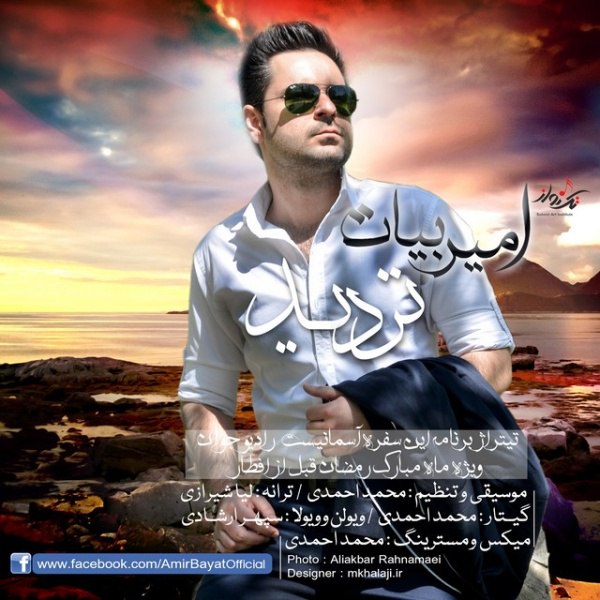 تکنواز
امیر بیات
تردید
تیتراژ برنامه این سفره آسمانیست رادیو جوان
ویژه ماه مبارک رمضان قبل از افطار
موسیقی و تنظیم : محمد احمدی / ترانه : لیا شیرازی
گیتار : محمد احمدی / ویولن و ویولا : سپهر ارشادی
میکس و مسترینگ : محمد احمدی
f www.facebook.com/AmirBayatOfficial
Photo : Aliakbar Rahnamaei
Designer : mkhalaji.ir